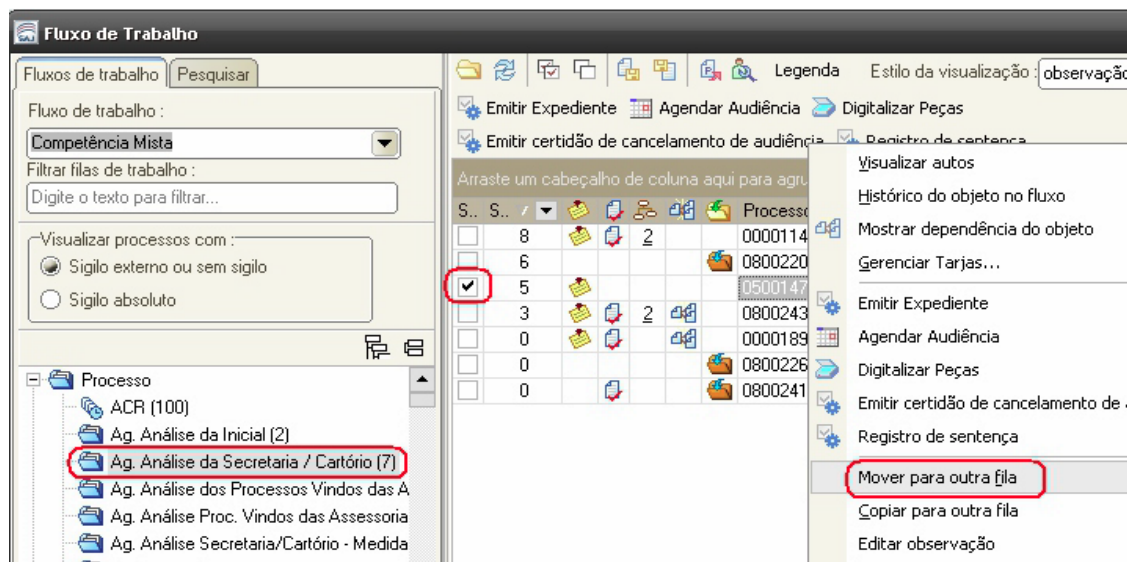 Fluxo de Trabalho
Fluxos de trabalho Pesquisar
Fluxo de trabalho :
Competência Mista
Filtrar filas de trabalho :
Digite o texto para filtrar...
Visualizar processos com :
Sigilo externo ou sem sigilo
Sigilo absoluto
Processo
ACR (100)
Ag. Análise da Inicial (2)
Ag. Análise da Secretaria / Cartório (7)
Ag. Análise dos Processos Vindos das A
Ag. Análise Proc. Vindos das Assessoria
Ag. Análise Secretaria/Cartório - Medida
Legenda Estilo da visualização : observação
Emitir Expediente Agendar Audiência Digitalizar Peças
Emitir certidão de cancelamento de audiência Registro de sentença
Arraste um cabeçalho de coluna aqui para agru
S.. S.. Processo
8 2 0000114
6 0800220
5 0500147
3 2 0800243
0 0000189
0 0800226
0 0800241
Visualizar autos
Histórico do objeto no fluxo
Mostrar dependência do objeto
Gerenciar Tarjas...
Emitir Expediente
Agendar Audiência
Digitalizar Peças
Emitir certidão de cancelamento de
Registro de sentença
Mover para outra fila
Copiar para outra fila
Editar observação